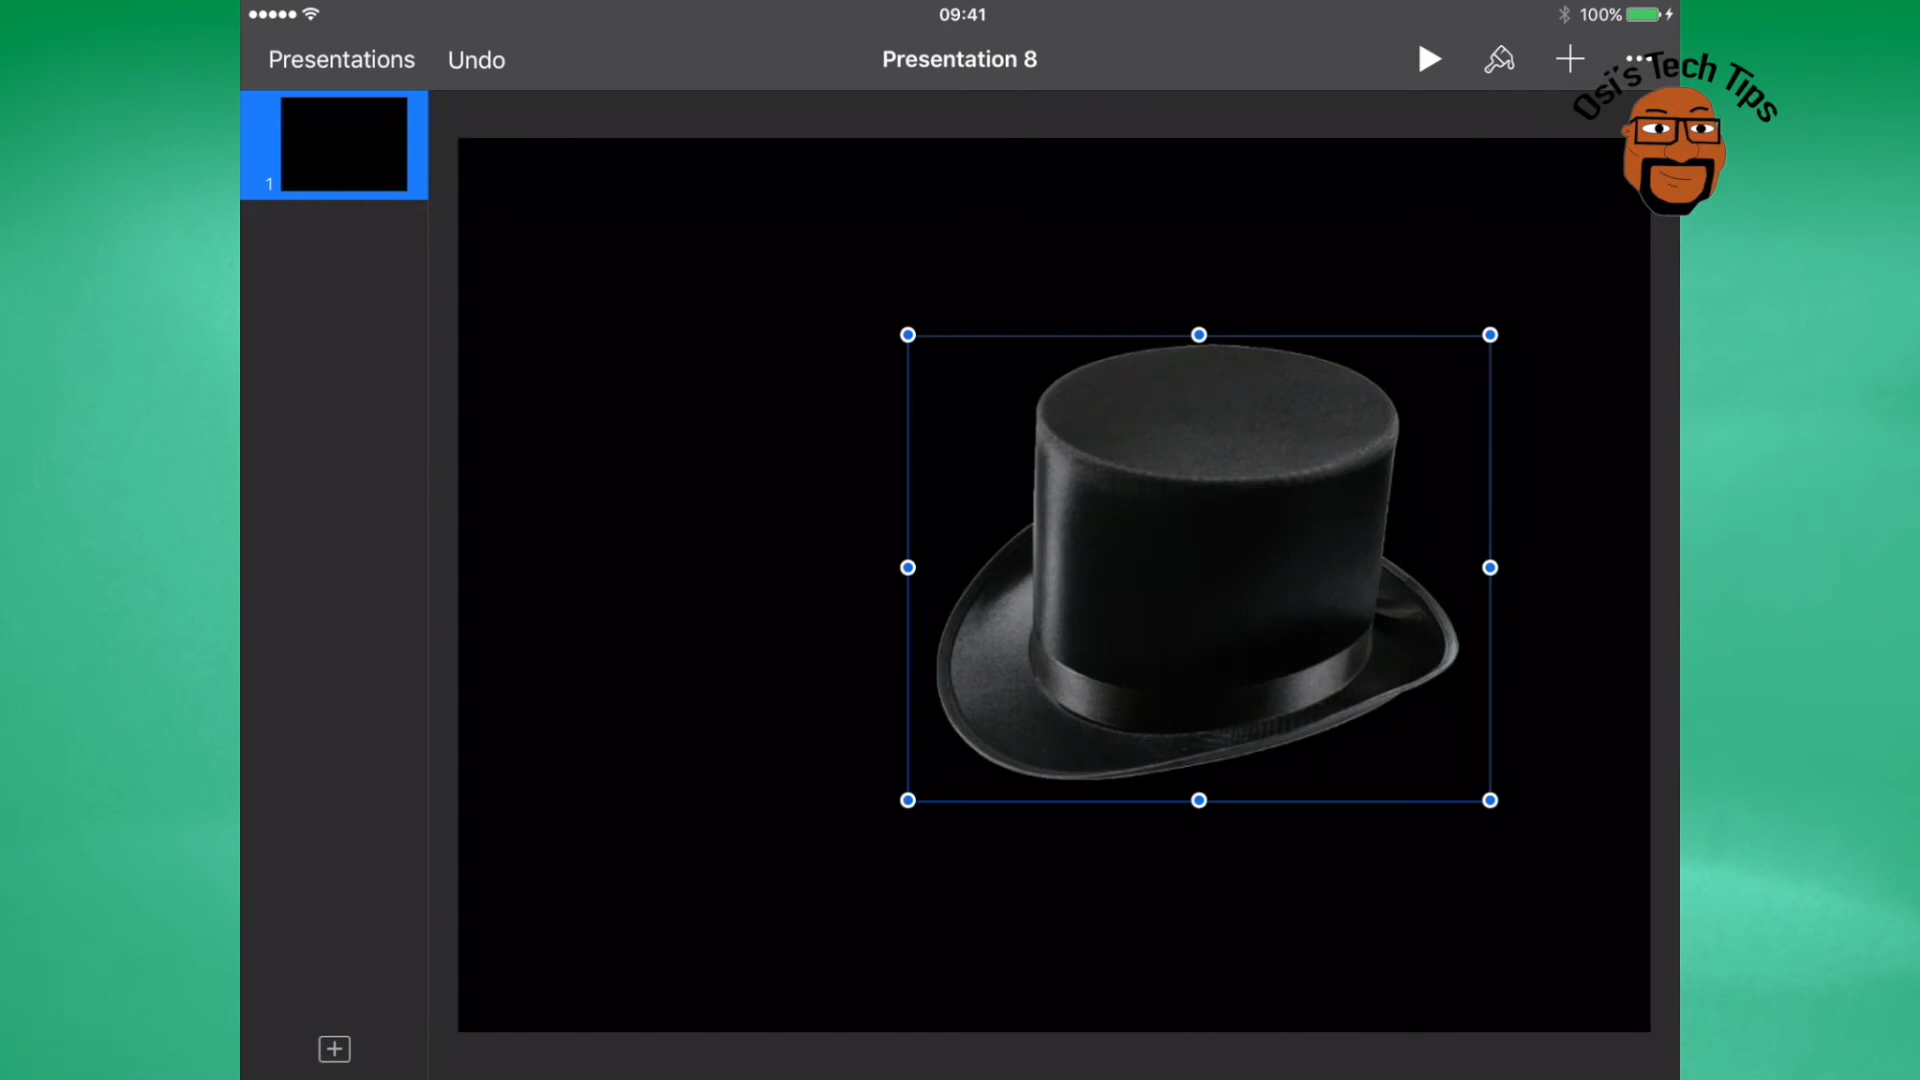 09:41
100%
Presentations
Undo
Presentation 8
Osi's Tech Tips
1